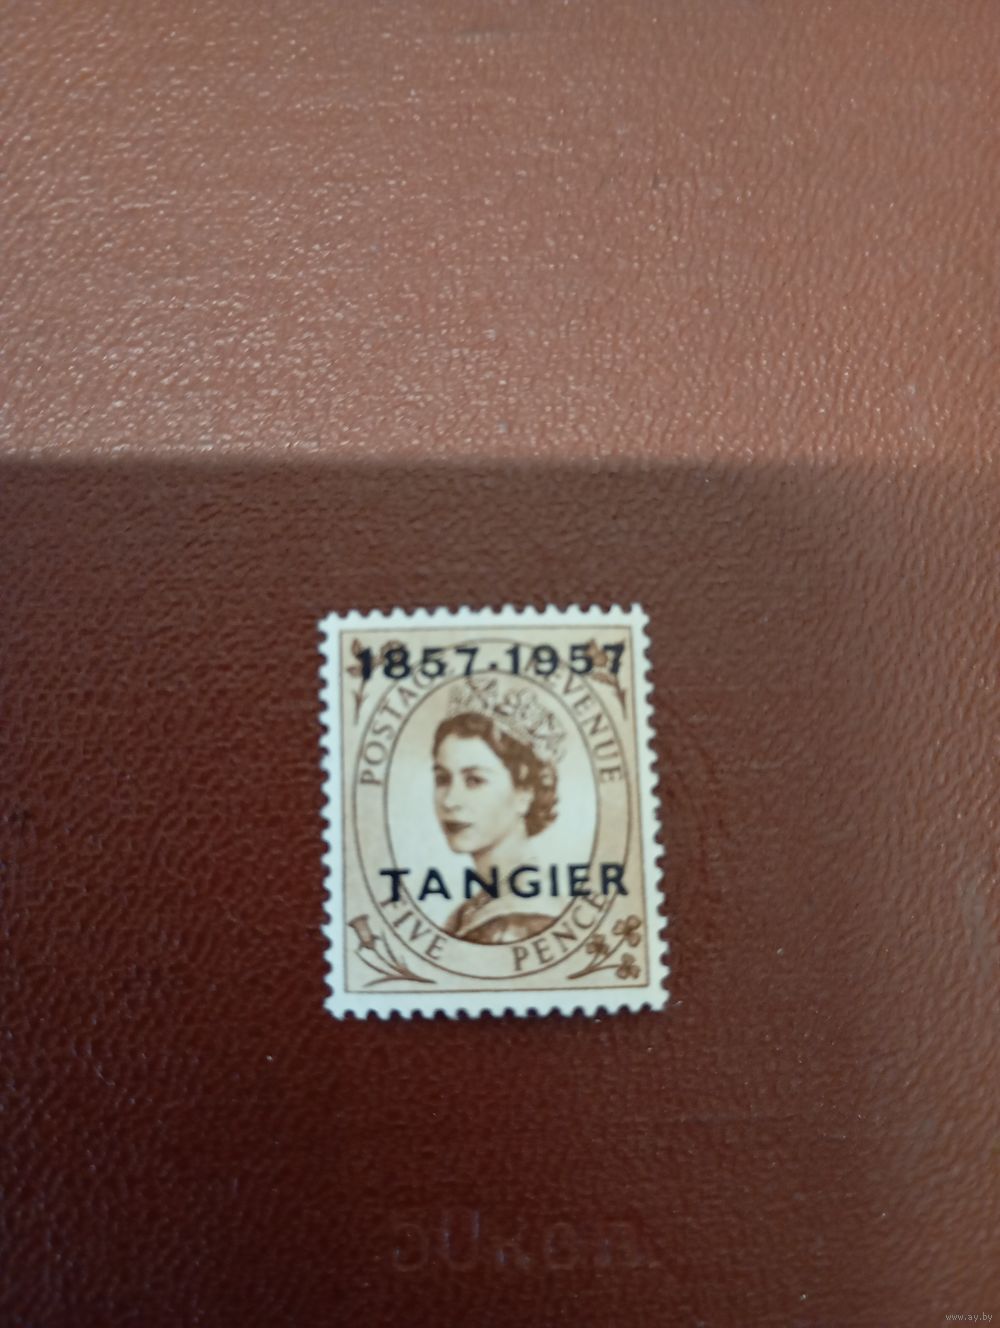 1857·1957
POSTAGE REVENUE
TANGIER
FIVE PENCE
www.ay.by